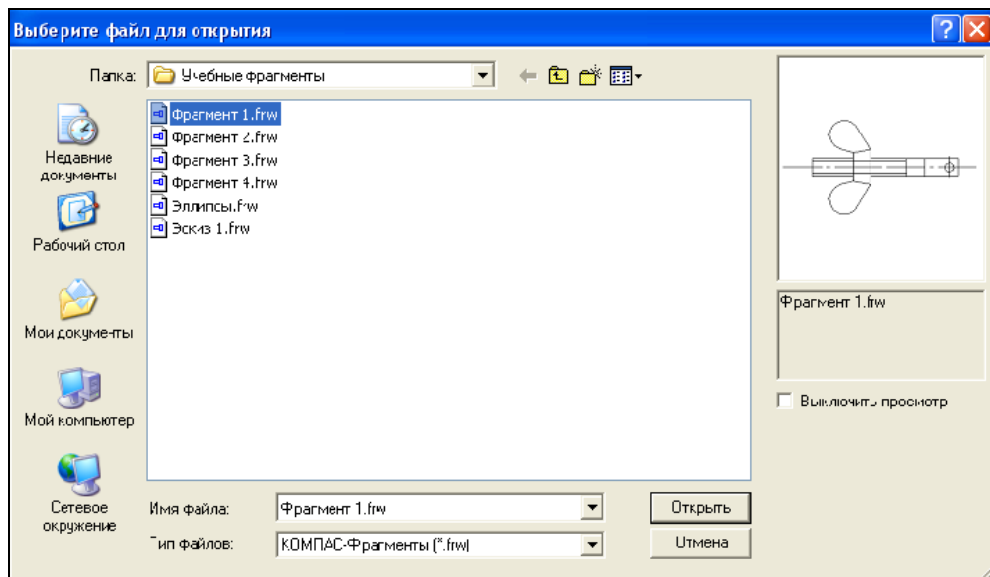 Выберите файл для открытия
Папка:
Учебные фрагменты
Фрагмент 1.frw
Фрагмент 2.frw
Фрагмент 3.frw
Фрагмент 4.frw
Эллипсы.frw
Эскиз 1.frw
Недавние
документы
Рабочий стол
Мои документы
Мой компьютер
Сетевое
окружение
Фрагмент 1.frw
Выключить просмотр
Имя файла:
Фрагмент 1.frw
Открыть
Тип файлов:
КОМПАС-Фрагменты (*.frw)
Отмена